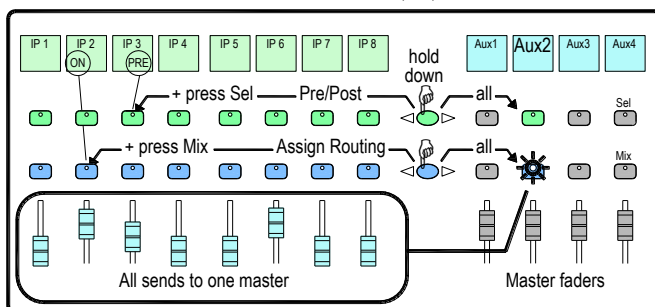 IP 1 IP 2 IP 3 IP 4 IP 5 IP 6 IP 7 IP 8 Aux1 Aux2 Aux3 Aux4
ON PRE
hold
down
+ press Sel Pre/Post all Sel
+ press Mix Assign Routing all Mix
All sends to one master Master faders